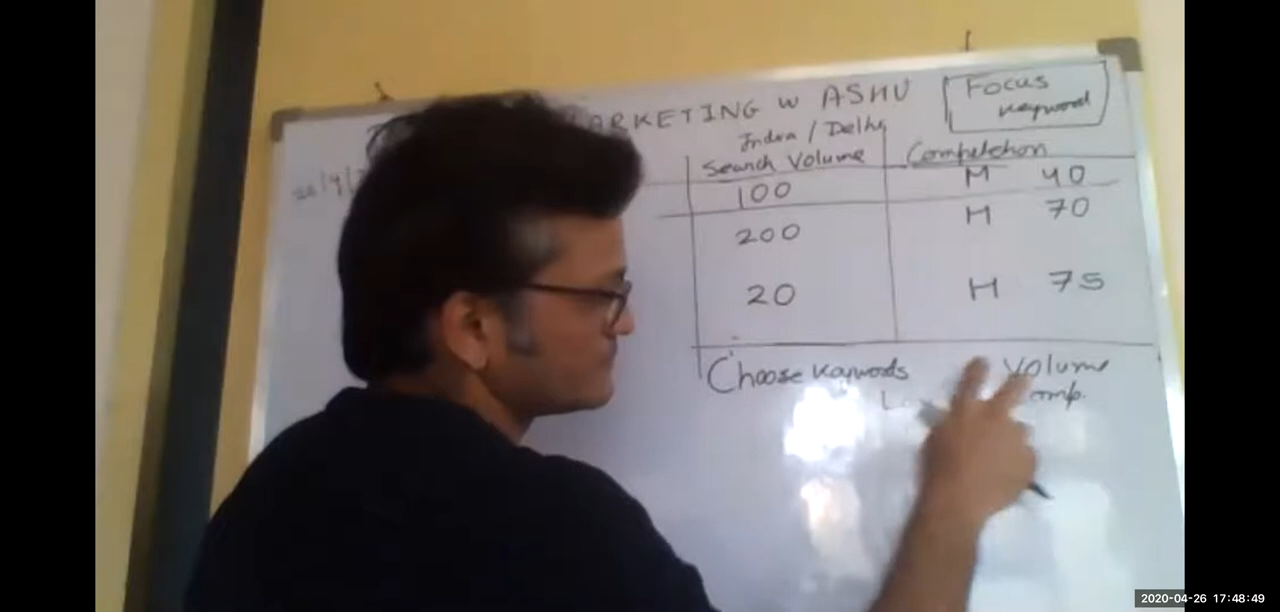 ARKETING W ASHU
Focus
Keyword
India / Delhi
Search Volume
Competetion
100
M 40
200
H 70
20
H 75
Choose Keywords
Volume
omp.
2020-04-26 17:48:49